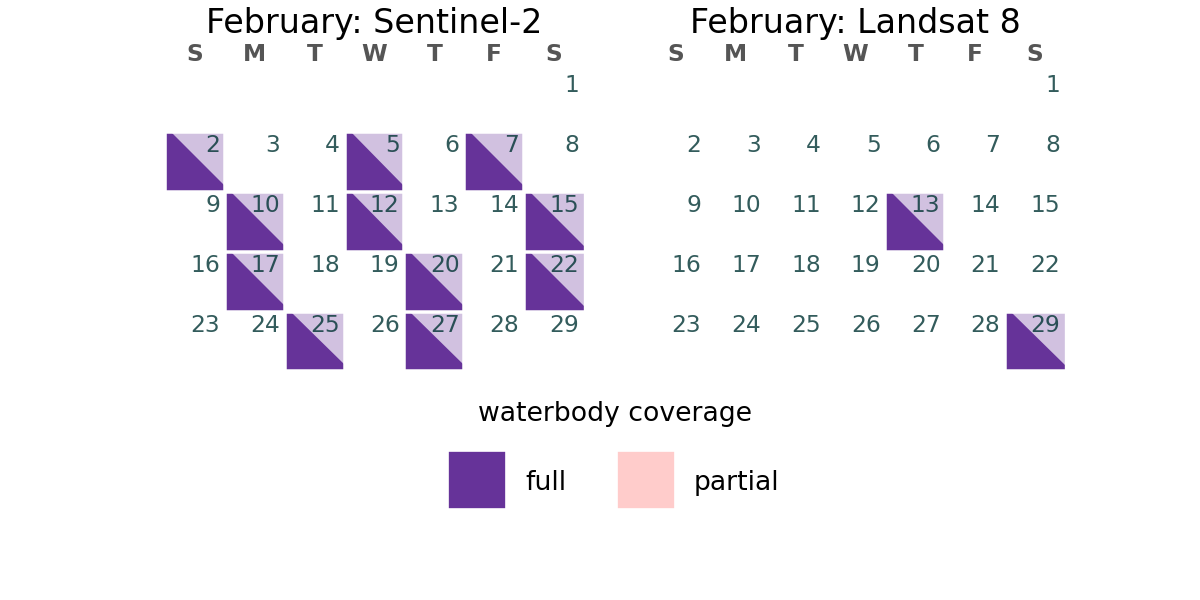 February: Sentinel-2
S M T W T F S
1
2 3 4 5 6 7 8
9 10 11 12 13 14 15
16 17 18 19 20 21 22
23 24 25 26 27 28 29
February: Landsat 8
S M T W T F S
1
2 3 4 5 6 7 8
9 10 11 12 13 14 15
16 17 18 19 20 21 22
23 24 25 26 27 28 29
waterbody coverage
full partial